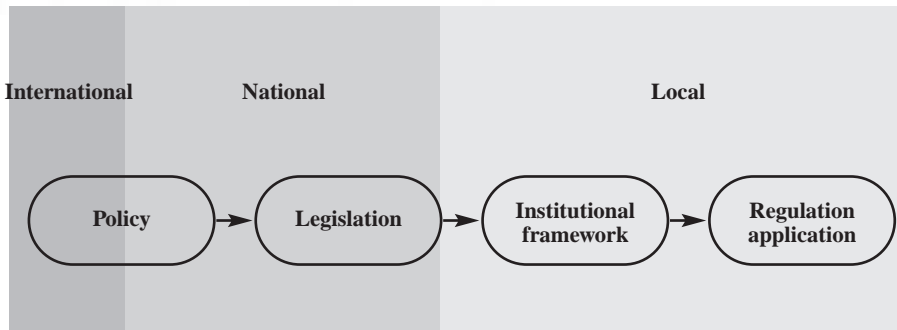 International
National
Local
Policy
Legislation
Institutional
framework
Regulation
application